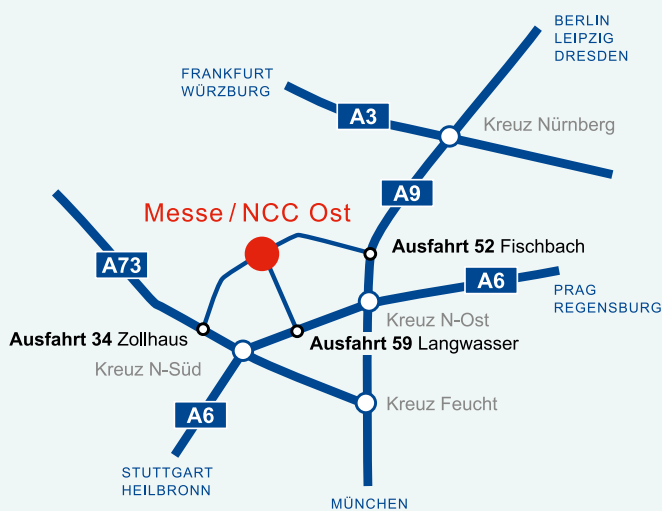 BERLIN
LEIPZIG
DRESDEN
FRANKFURT
WÜRZBURG
A3
Kreuz Nürnberg
A9
Messe / NCC Ost
Ausfahrt 52 Fischbach
A73
A6
PRAG
REGENSBURG
Kreuz N-Ost
Ausfahrt 34 Zollhaus
Ausfahrt 59 Langwasser
Kreuz N-Süd
A6
Kreuz Feucht
STUTTGART
HEILBRONN
MÜNCHEN